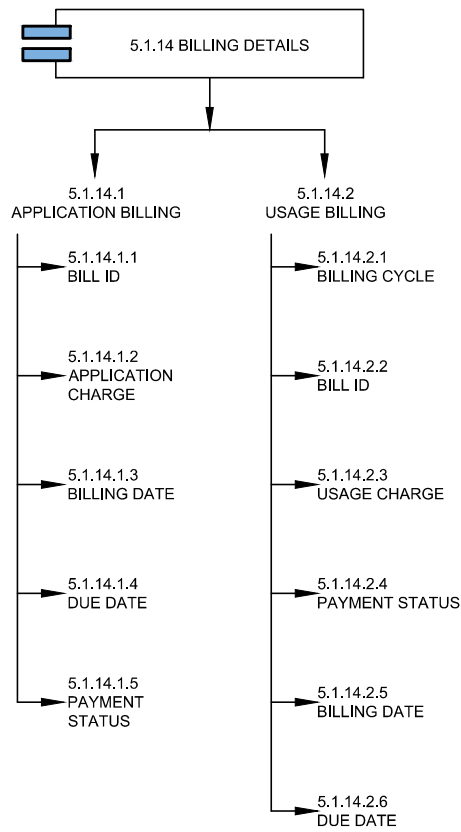 5.1.14 BILLING DETAILS
5.1.14.1
APPLICATION BILLING
5.1.14.1.1
BILL ID
5.1.14.1.2
APPLICATION
CHARGE
5.1.14.1.3
BILLING DATE
5.1.14.1.4
DUE DATE
5.1.14.1.5
PAYMENT
STATUS
5.1.14.2
USAGE BILLING
5.1.14.2.1
BILLING CYCLE
5.1.14.2.2
BILL ID
5.1.14.2.3
USAGE CHARGE
5.1.14.2.4
PAYMENT STATUS
5.1.14.2.5
BILLING DATE
5.1.14.2.6
DUE DATE